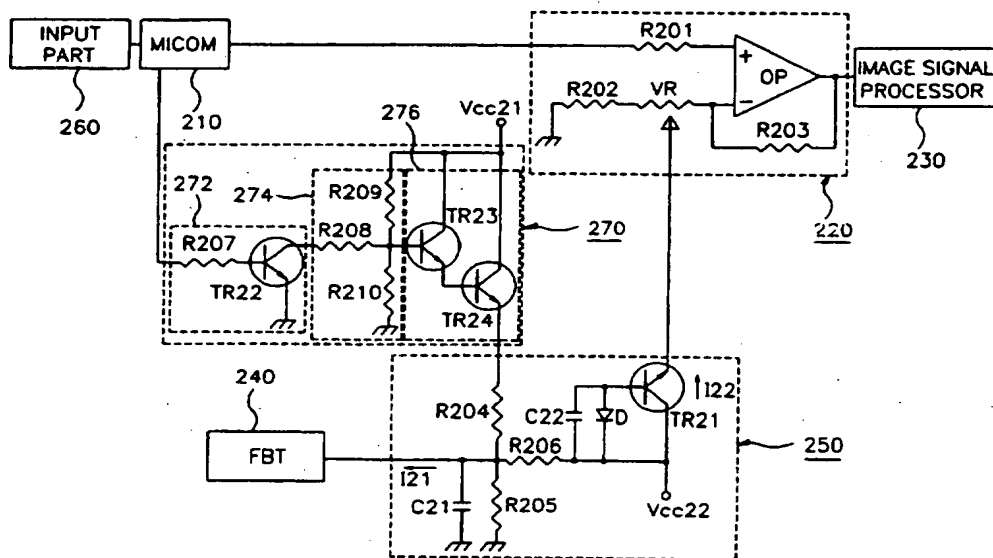 INPUT
PART
MICOM
260
210
R201
R202
VR
+
−
OP
R203
IMAGE SIGNAL
PROCESSOR
230
220
Vcc21
276
274
272
R209
R208
R210
R207
TR22
TR23
TR24
270
240
FBT
I21
C21
R204
R205
R206
C22
D
TR21
I22
Vcc22
250